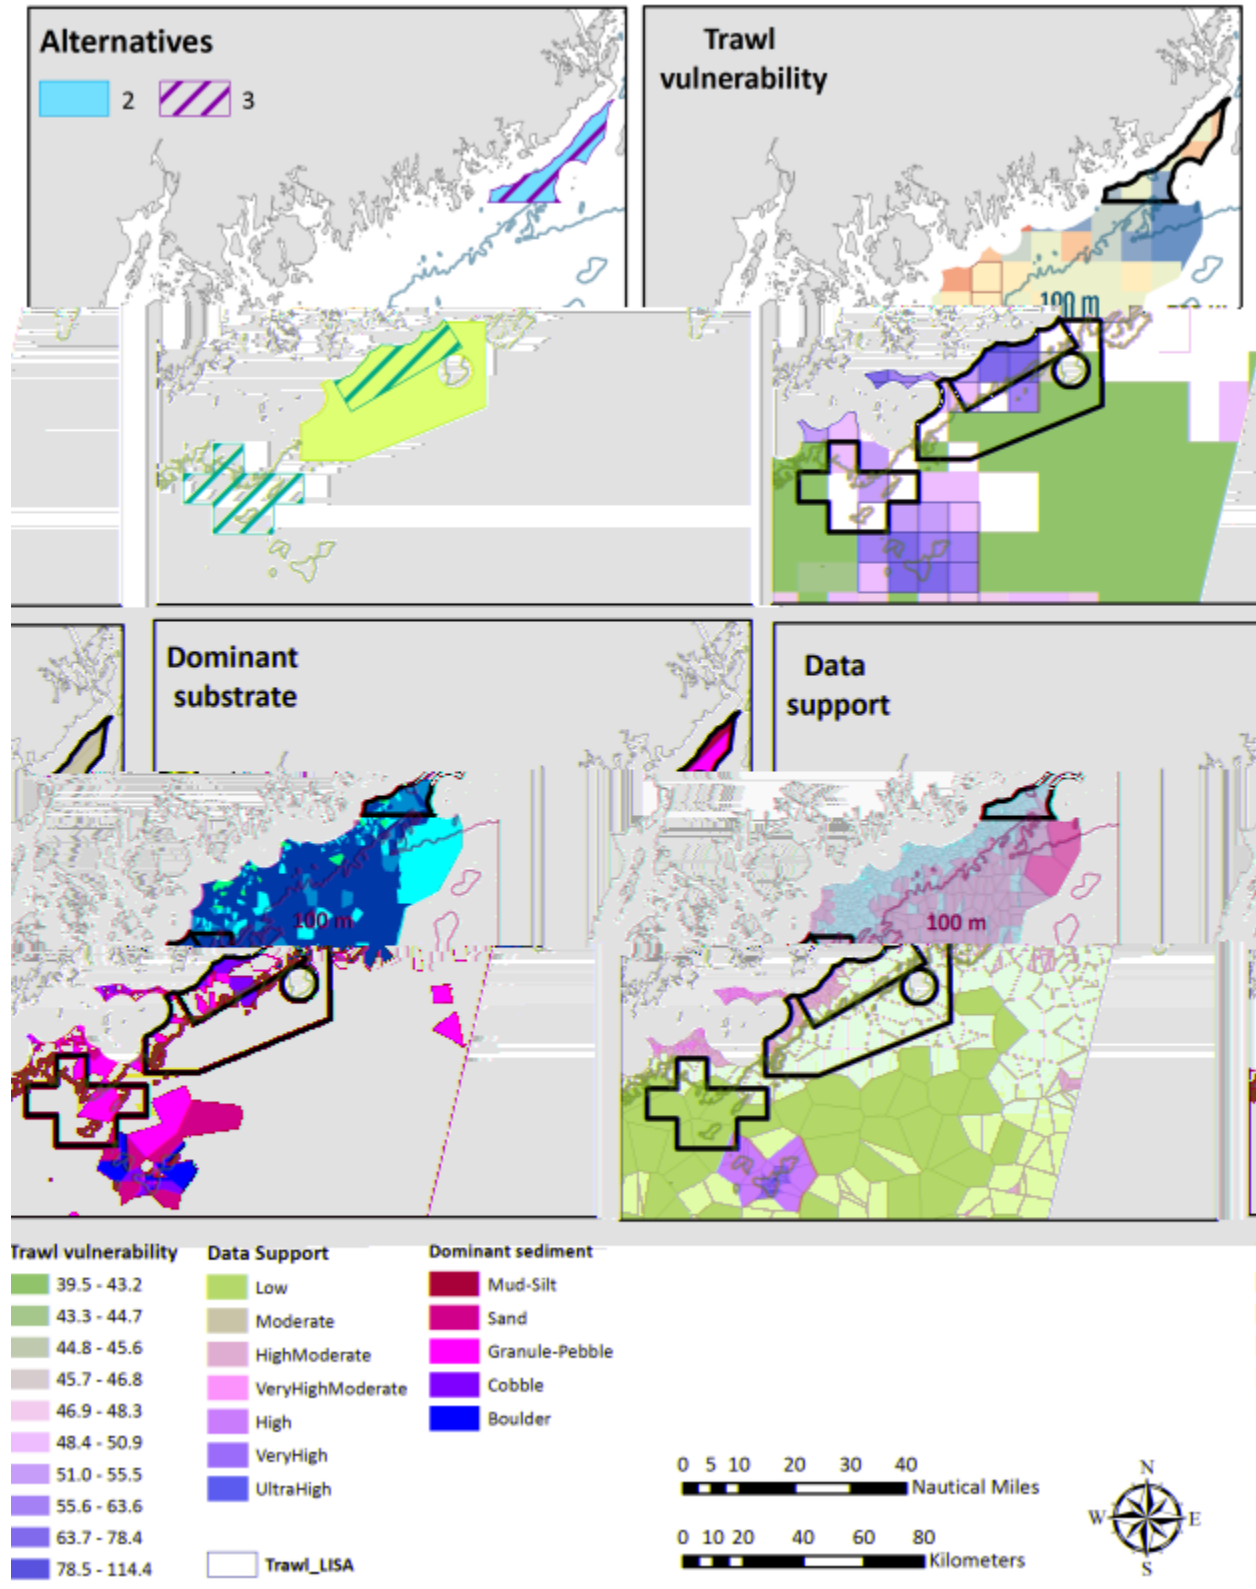 Alternatives
2 3
Trawl
vulnerability
100 m
Dominant
substrate
Data
support
100 m
100 m
Trawl vulnerability
39.5 - 43.2
43.3 - 44.7
44.8 - 45.6
45.7 - 46.8
46.9 - 48.3
48.4 - 50.9
51.0 - 55.5
55.6 - 63.6
63.7 - 78.4
78.5 - 114.4
Data Support
Low
Moderate
HighModerate
VeryHighModerate
High
VeryHigh
UltraHigh
Trawl_LISA
Dominant sediment
Mud-Silt
Sand
Granule-Pebble
Cobble
Boulder
0 5 10 20 30 40
Nautical Miles
0 10 20 40 60 80
Kilometers
N
W E
S